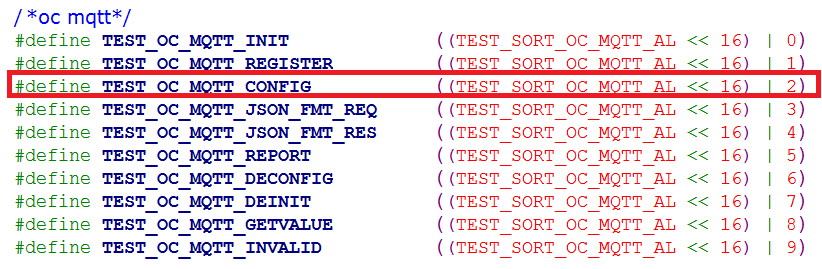 /*oc mqtt*/
#define TEST_OC_MQTT_INIT ((TEST_SORT_OC_MQTT_AL << 16) | 0)
#define TEST_OC_MQTT_REGISTER ((TEST_SORT_OC_MQTT_AL << 16) | 1)
#define TEST_OC_MQTT_CONFIG ((TEST_SORT_OC_MQTT_AL << 16) | 2)
#define TEST_OC_MQTT_JSON_FMT_REQ ((TEST_SORT_OC_MQTT_AL << 16) | 3)
#define TEST_OC_MQTT_JSON_FMT_RES ((TEST_SORT_OC_MQTT_AL << 16) | 4)
#define TEST_OC_MQTT_REPORT ((TEST_SORT_OC_MQTT_AL << 16) | 5)
#define TEST_OC_MQTT_DECONFIG ((TEST_SORT_OC_MQTT_AL << 16) | 6)
#define TEST_OC_MQTT_DEINIT ((TEST_SORT_OC_MQTT_AL << 16) | 7)
#define TEST_OC_MQTT_GETVALUE ((TEST_SORT_OC_MQTT_AL << 16) | 8)
#define TEST_OC_MQTT_INVALID ((TEST_SORT_OC_MQTT_AL << 16) | 9)